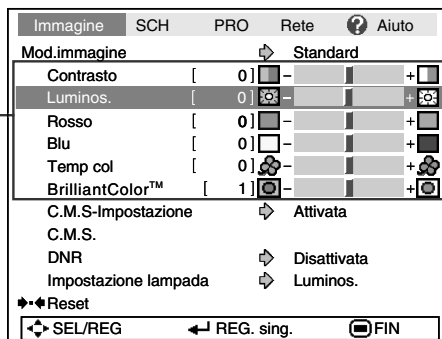 Immagine SCH PRO Rete ? Aiuto
Mod.immagine Standard
Contrasto [ 0 ] - +
Luminos. [ 0 ] - +
Rosso [ 0 ] - +
Blu [ 0 ] - +
Temp col [ 0 ] - +
BrilliantColor™ [ 1 ] - +
C.M.S-Impostazione Attivata
C.M.S.
DNR Disattivata
Impostazione lampada Luminos.
Reset
SEL/REG REG. sing. FIN